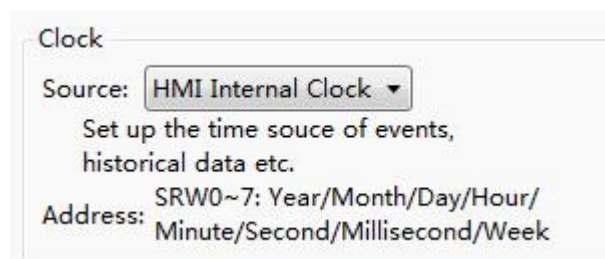 Clock
Source: HMI Internal Clock
Set up the time souce of events,
historical data etc.
Address: SRW0~7: Year/Month/Day/Hour/
Minute/Second/Millisecond/Week